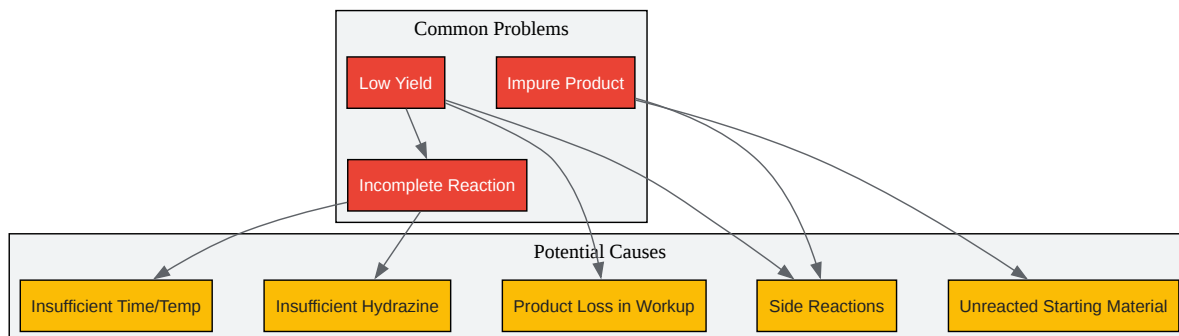 Common Problems
Low Yield
Impure Product
Incomplete Reaction
Potential Causes
Insufficient Time/Temp
Insufficient Hydrazine
Product Loss in Workup
Side Reactions
Unreacted Starting Material